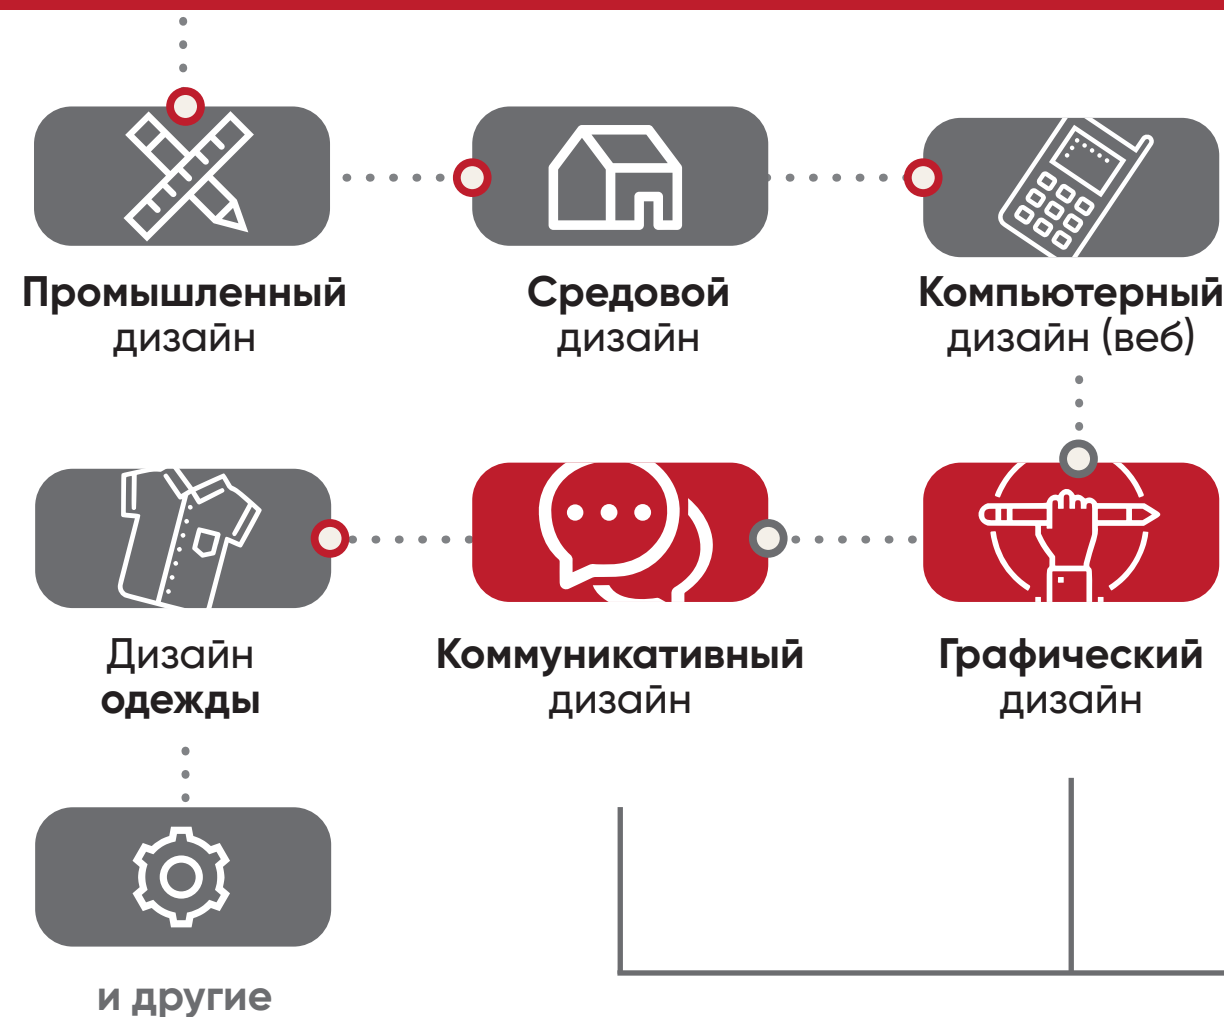 Промышленный
дизайн
Средовой
дизайн
Компьютерный
дизайн (веб)
Дизайн
одежды
Коммуникативный
дизайн
Графический
дизайн
и другие